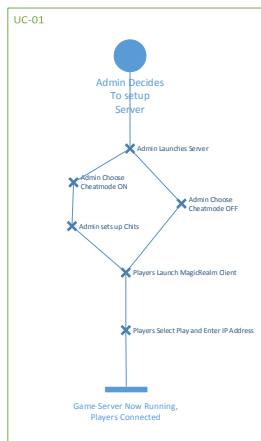 UC-01
Admin Decides
To setup
Server
Admin Launches Server
Admin Choose
Cheatmode ON
Admin Choose
Cheatmode OFF
Admin sets up Chits
Players Launch MagicRealm Client
Players Select Play and Enter IP Address
Game Server Now Running,
Players Connected